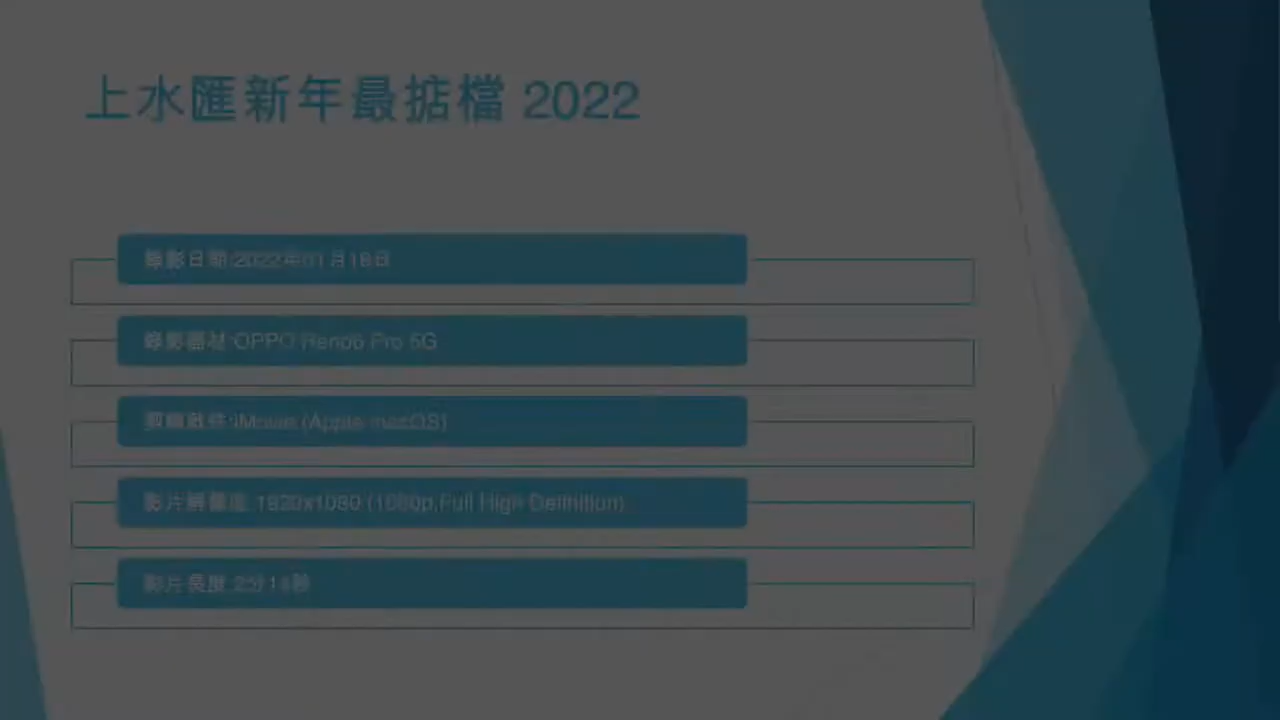 上水匯新年最掂檔 2022
錄影日期:2022年01月18日
錄影器材:OPPO Reno6 Pro 5G
剪輯軟件:iMovie (Apple macOS)
影片解像度:1920x1080 (1080p,Full High Definition)
影片長度:2分14秒